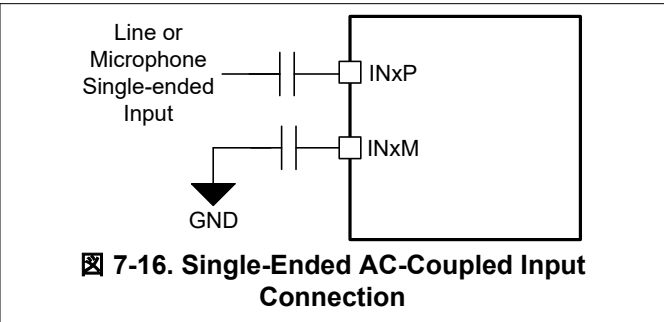 Line or
Microphone
Single-ended
Input
INxP
INxM
GND
図 7-16. Single-Ended AC-Coupled Input
Connection